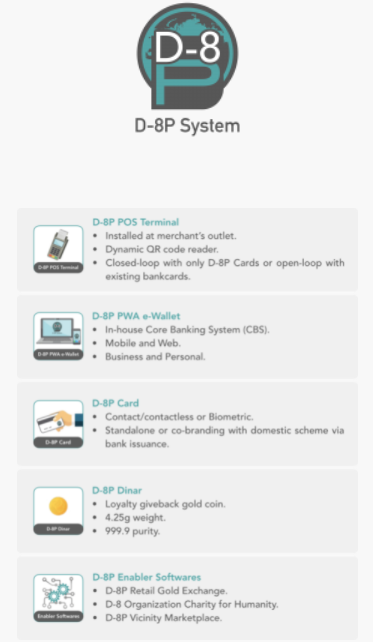 D-8
P
D-8P System
D-8P POS Terminal
• Installed at merchant's outlet.
• Dynamic QR code reader.
• Closed-loop with only D-8P Cards or open-loop with
existing bankcards.
D-8P POS Terminal
D-8P PWA e-Wallet
• In-house Core Banking System (CBS).
• Mobile and Web.
• Business and Personal.
D-8P PWA e-Wallet
D-8P Card
• Contact/contactless or Biometric.
• Standalone or co-branding with domestic scheme via
bank issuance.
D-8P Card
D-8P Dinar
• Loyalty giveback gold coin.
• 4.25g weight.
• 999.9 purity.
D-8P Dinar
D-8P Enabler Softwares
• D-8P Retail Gold Exchange.
• D-8 Organization Charity for Humanity.
• D-8P Vicinity Marketplace.
Enabler Softwares